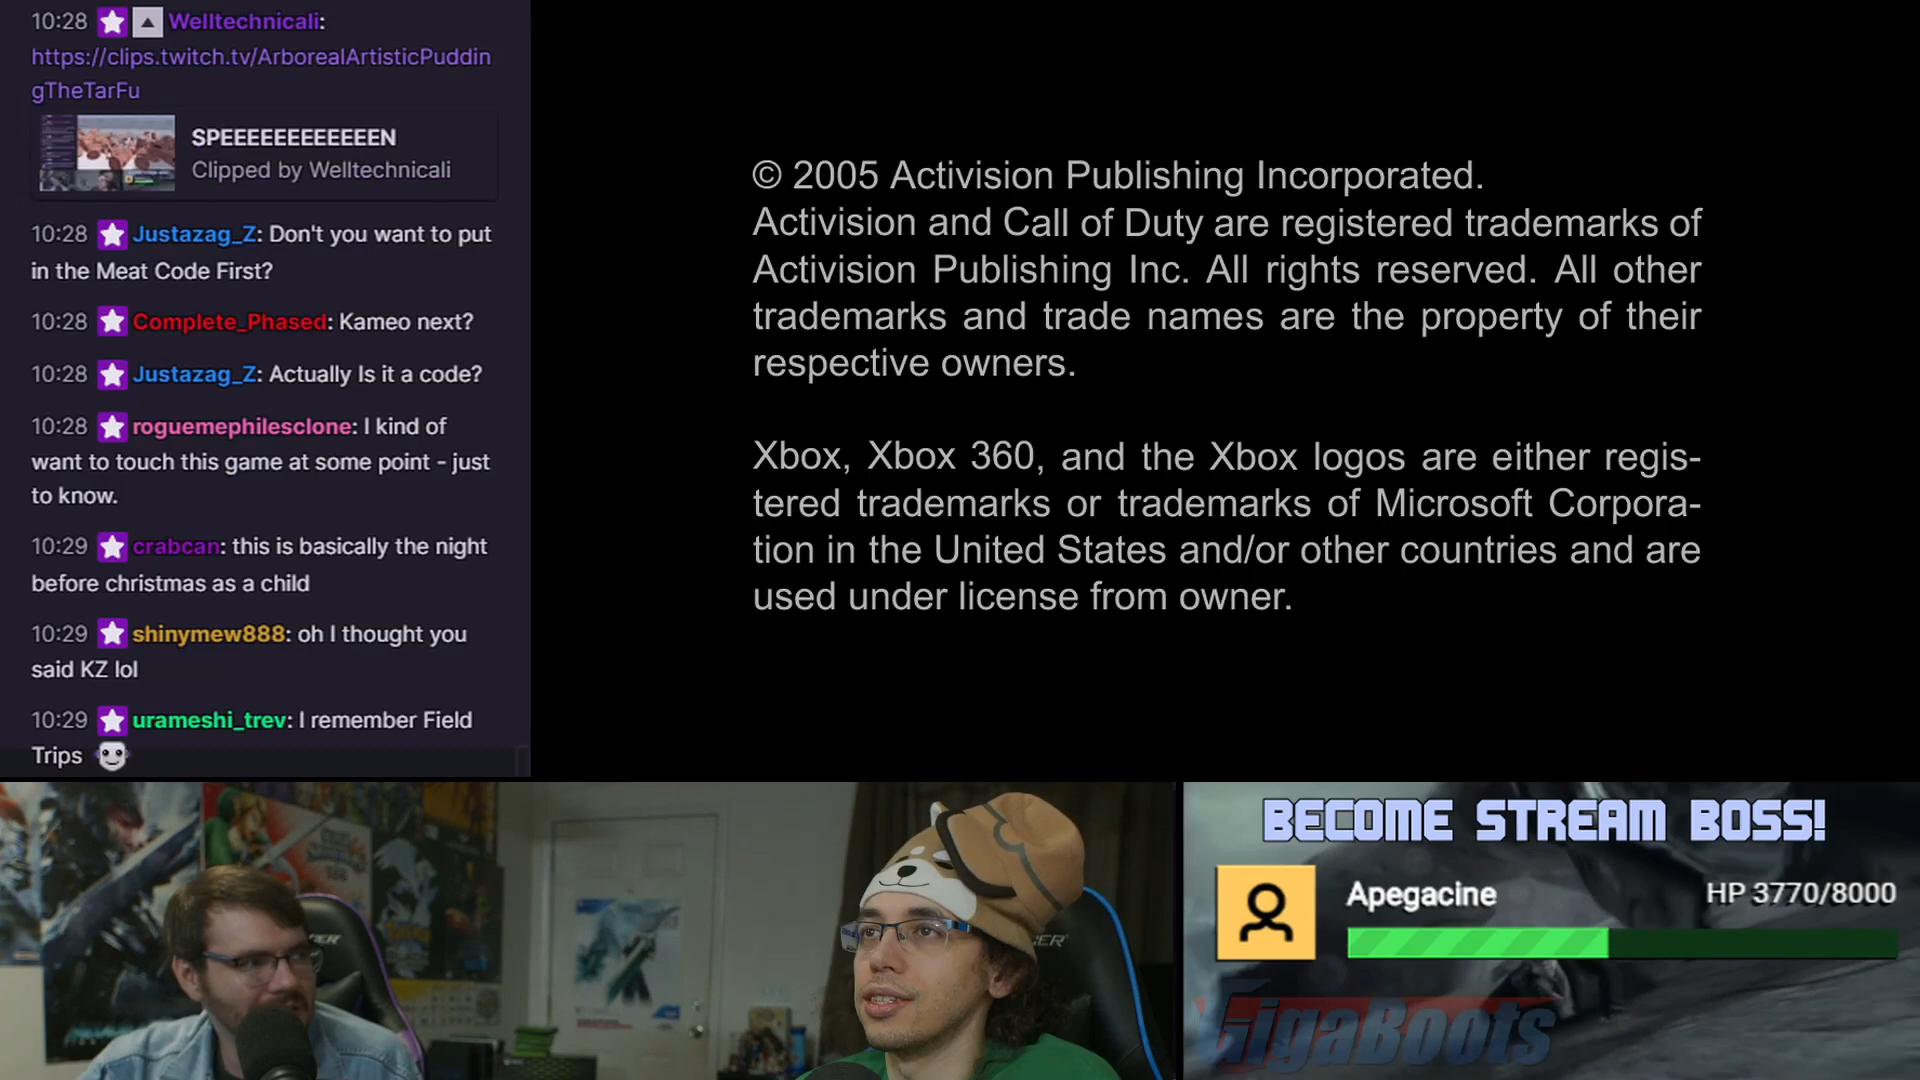 10:28 Welltechnicali:
https://clips.twitch.tv/ArborealArtisticPuddin
gTheTarFu
SPEEEEEEEEEEEEN
Clipped by Welltechnicali
10:28 Justazag_Z: Don't you want to put
in the Meat Code First?
10:28 Complete_Phased: Kameo next?
10:28 Justazag_Z: Actually Is it a code?
10:28 roguemephilesclone: I kind of
want to touch this game at some point - just
to know.
10:29 crabcan: this is basically the night
before christmas as a child
10:29 shinymew888: oh I thought you
said KZ lol
10:29 urameshi_trev: I remember Field
Trips
© 2005 Activision Publishing Incorporated.
Activision and Call of Duty are registered trademarks of
Activision Publishing Inc. All rights reserved. All other
trademarks and trade names are the property of their
respective owners.
Xbox, Xbox 360, and the Xbox logos are either regis-
tered trademarks or trademarks of Microsoft Corpora-
tion in the United States and/or other countries and are
used under license from owner.
BECOME STREAM BOSS!
Apegacine HP 3770/8000
GigaBoots